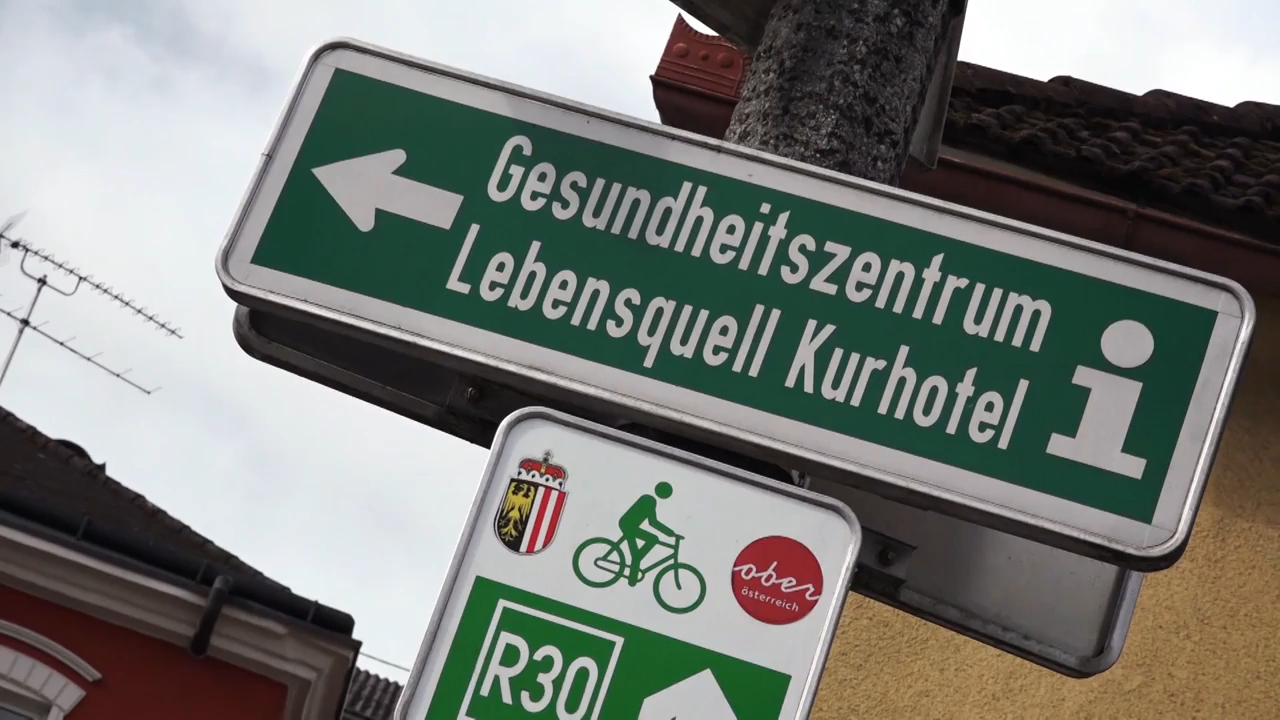 Gesundheitszentrum
Lebensquell Kurhotel
i
ober
österreich
R30